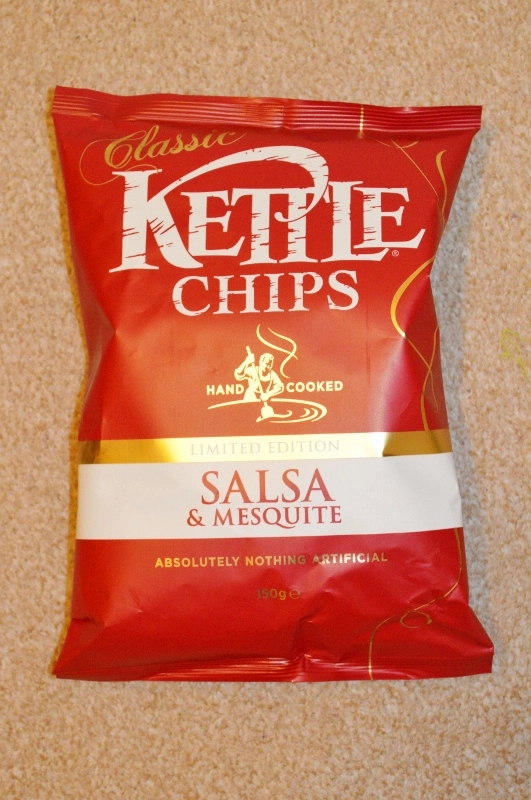 Classic
KETTLE®
CHIPS
HAND COOKED
LIMITED EDITION
SALSA
& MESQUITE
ABSOLUTELY NOTHING ARTIFICIAL
150g℮